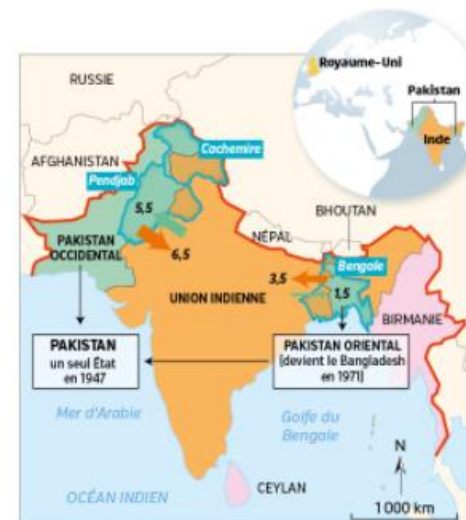 Royaume-Uni
Pakistan
Inde
RUSSIE
AFGHANISTAN
Cachemire
Pendjab
5,5
PAKISTAN
OCCIDENTAL
6,5
NÉPAL
BHOUTAN
Bengale
3,5
1,5
UNION INDIENNE
BIRMANIE
PAKISTAN
un seul État
en 1947
PAKISTAN ORIENTAL
(devient le Bangladesh
en 1971)
Mer d'Arabie
Golfe du
Bengale
N
CEYLAN
OCÉAN INDIEN
1 000 km